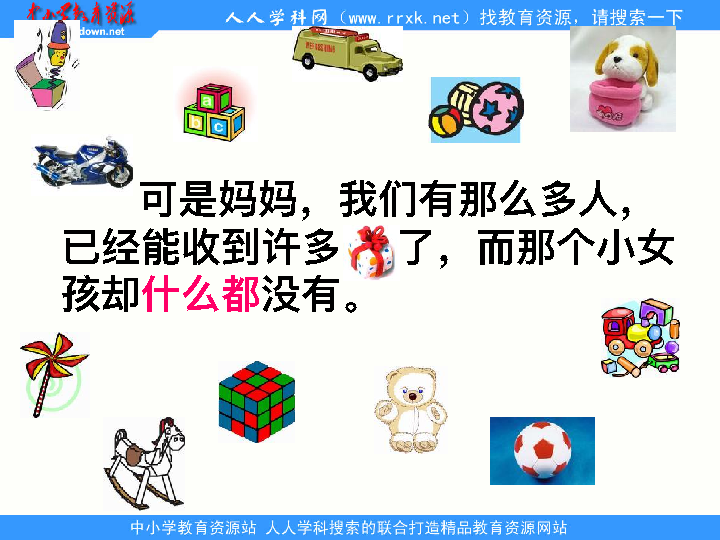 中小学教育资源
down.net
人人学科网（www.rrxk.net）找教育资源，请搜索一下
可是妈妈，我们有那么多人，
已经能收到许多 了，而那个小女
孩却什么都没有。
a
b c
中小学教育资源站 人人学科搜索的联合打造精品教育资源网站